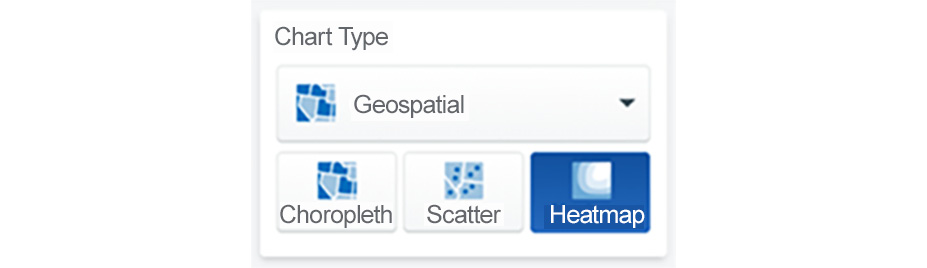 Chart Type
Geospatial
Choropleth Scatter Heatmap